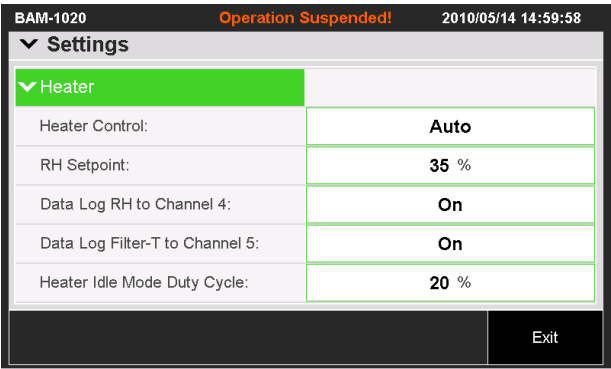 BAM-1020 Operation Suspended! 2010/05/14 14:59:58
Settings
Heater
Heater Control: Auto
RH Setpoint: 35 %
Data Log RH to Channel 4: On
Data Log Filter-T to Channel 5: On
Heater Idle Mode Duty Cycle: 20 %
Exit